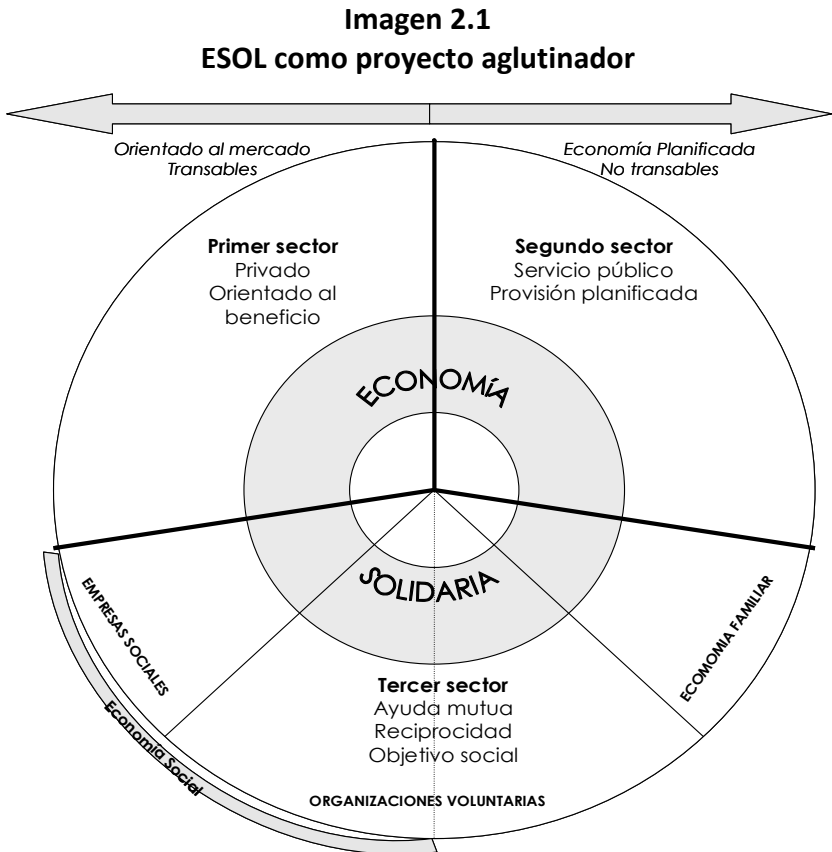 Imagen 2.1
ESOL como proyecto aglutinador
Orientado al mercado
Transables
Economía Planificada
No transables
Primer sector
Privado
Orientado al
beneficio
Segundo sector
Servicio público
Provisión planificada
ECONOMÍA
SOLIDARIA
EMPRESAS SOCIALES
Economía Social
Tercer sector
Ayuda mutua
Reciprocidad
Objetivo social
ORGANIZACIONES VOLUNTARIAS
ECOMOMIA FAMILIAR